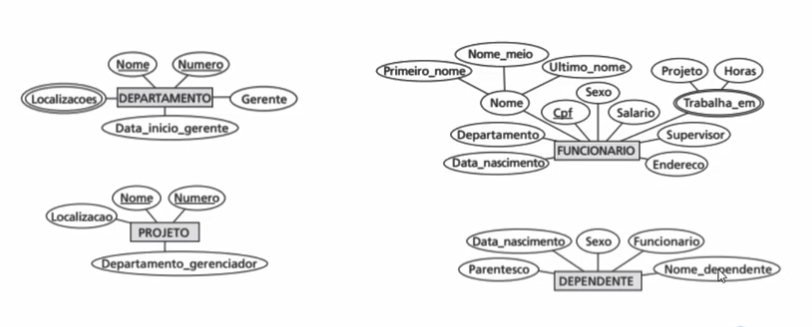 Nome
Numero
Localizacoes
DEPARTAMENTO
Gerente
Data_inicio_gerente
Nome
Numero
Localizacao
PROJETO
Departamento_gerenciador
Nome_meio
Primeiro_nome
Ultimo_nome
Projeto
Horas
Nome
Sexo
Cpf
Salario
Trabalha_em
Departamento
Supervisor
FUNCIONARIO
Data_nascimento
Endereco
Data_nascimento
Sexo
Funcionario
Parentesco
Nome_dependente
DEPENDENTE